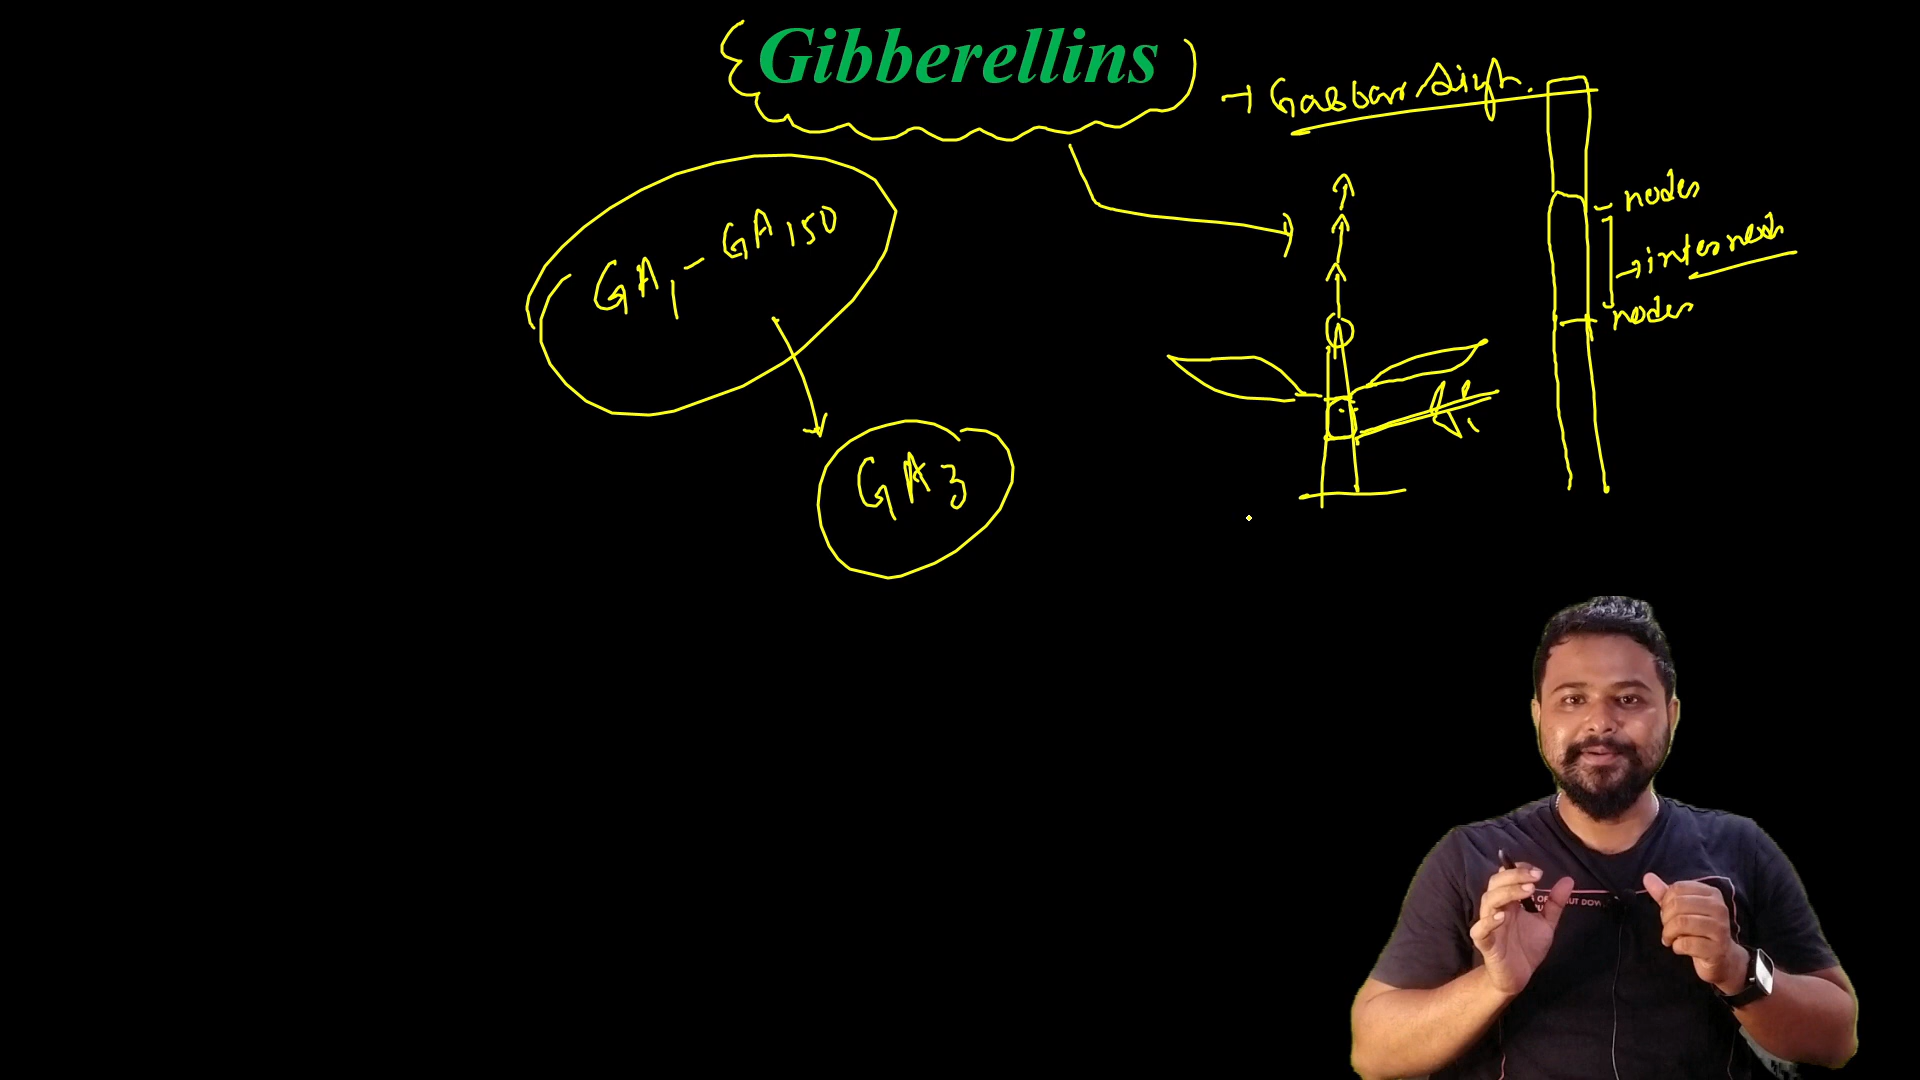 Gibberellins
→ Gabbar Singh.
GA1 - GA150
GA3
- nodes
→ internode
nodes